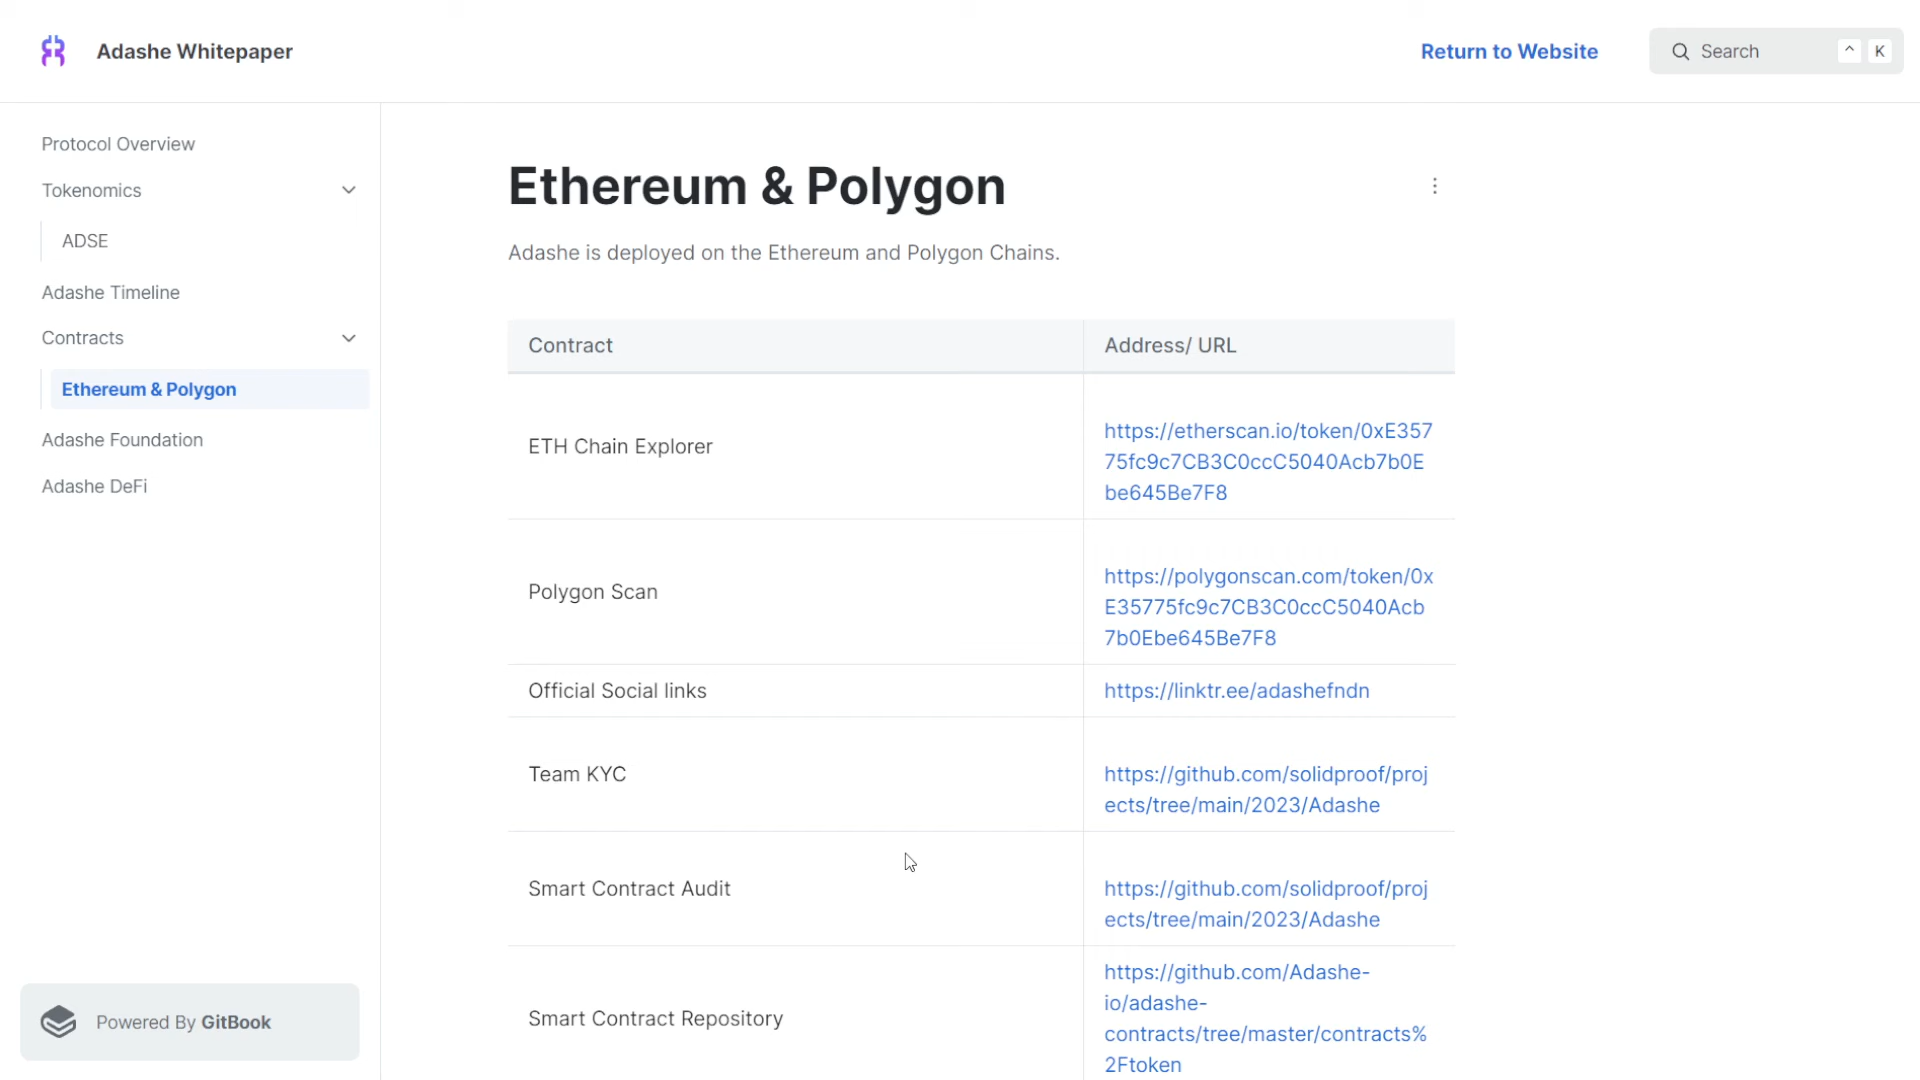 Adashe Whitepaper
Return to Website
Search
^ K
Protocol Overview
Tokenomics
ADSE
Adashe Timeline
Contracts
Ethereum & Polygon
Adashe Foundation
Adashe DeFi
Powered By GitBook
Ethereum & Polygon
Adashe is deployed on the Ethereum and Polygon Chains.
Contract
Address/ URL
ETH Chain Explorer
https://etherscan.io/token/0xE357
75fc9c7CB3C0ccC5040Acb7b0E
be645Be7F8
Polygon Scan
https://polygonscan.com/token/0x
E35775fc9c7CB3C0ccC5040Acb
7b0Ebe645Be7F8
Official Social links
https://linktr.ee/adashefndn
Team KYC
https://github.com/solidproof/proj
ects/tree/main/2023/Adashe
Smart Contract Audit
https://github.com/solidproof/proj
ects/tree/main/2023/Adashe
Smart Contract Repository
https://github.com/Adashe-
io/adashe-
contracts/tree/master/contracts%
2Ftoken